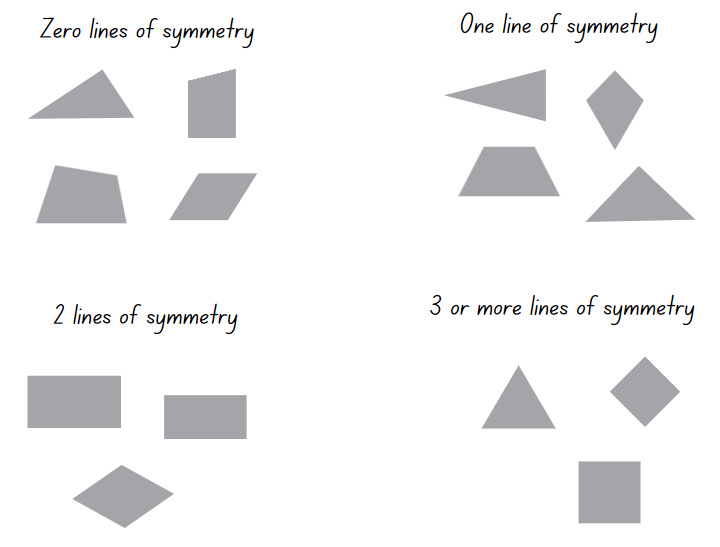 Zero lines of symmetry
One line of symmetry
2 lines of symmetry
3 or more lines of symmetry